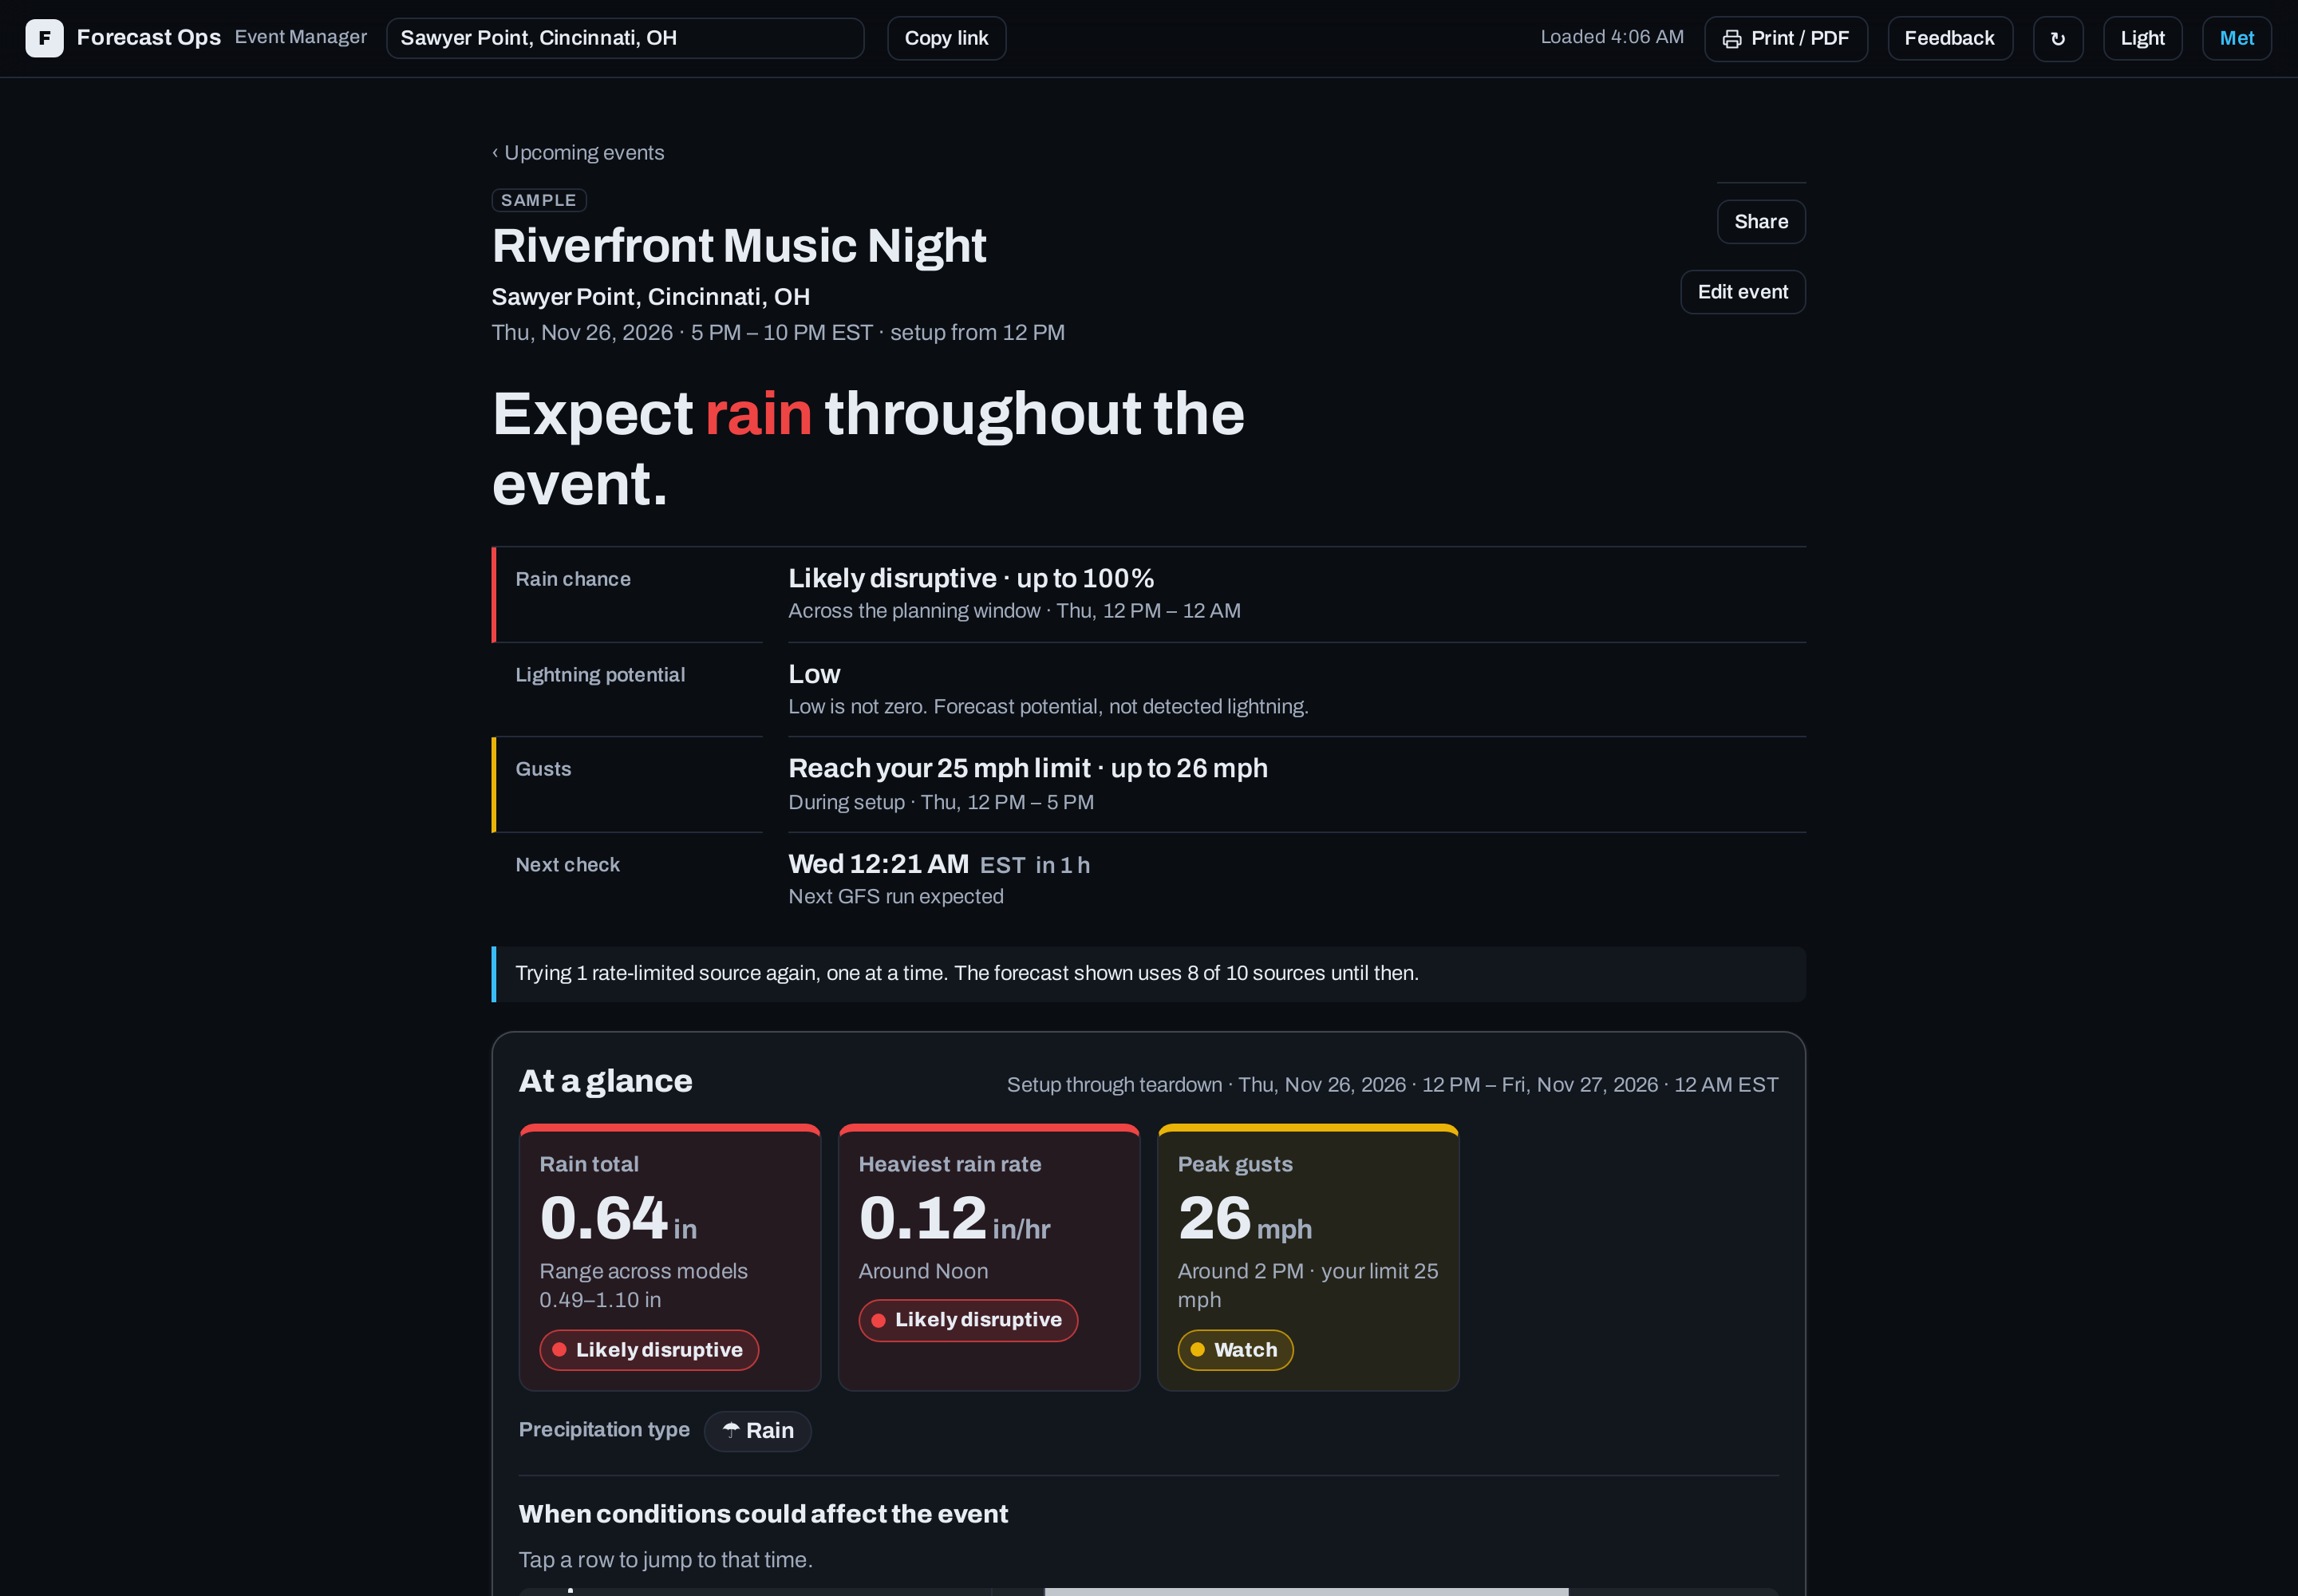 F Forecast Ops Event Manager Sawyer Point, Cincinnati, OH Copy link Loaded 4:06 AM Print / PDF Feedback ↻ Light Met
‹ Upcoming events
SAMPLE
Share
Riverfront Music Night
Edit event
Sawyer Point, Cincinnati, OH
Thu, Nov 26, 2026 · 5 PM – 10 PM EST · setup from 12 PM
Expect rain throughout the
event.
Rain chance
Likely disruptive · up to 100%
Across the planning window · Thu, 12 PM – 12 AM
Lightning potential
Low
Low is not zero. Forecast potential, not detected lightning.
Gusts
Reach your 25 mph limit · up to 26 mph
During setup · Thu, 12 PM – 5 PM
Next check
Wed 12:21 AM EST in 1 h
Next GFS run expected
Trying 1 rate-limited source again, one at a time. The forecast shown uses 8 of 10 sources until then.
At a glance
Setup through teardown · Thu, Nov 26, 2026 · 12 PM – Fri, Nov 27, 2026 · 12 AM EST
Rain total
0.64 in
Range across models
0.49–1.10 in
Likely disruptive
Heaviest rain rate
0.12 in/hr
Around Noon
Likely disruptive
Peak gusts
26 mph
Around 2 PM · your limit 25
mph
Watch
Precipitation type ☂ Rain
When conditions could affect the event
Tap a row to jump to that time.